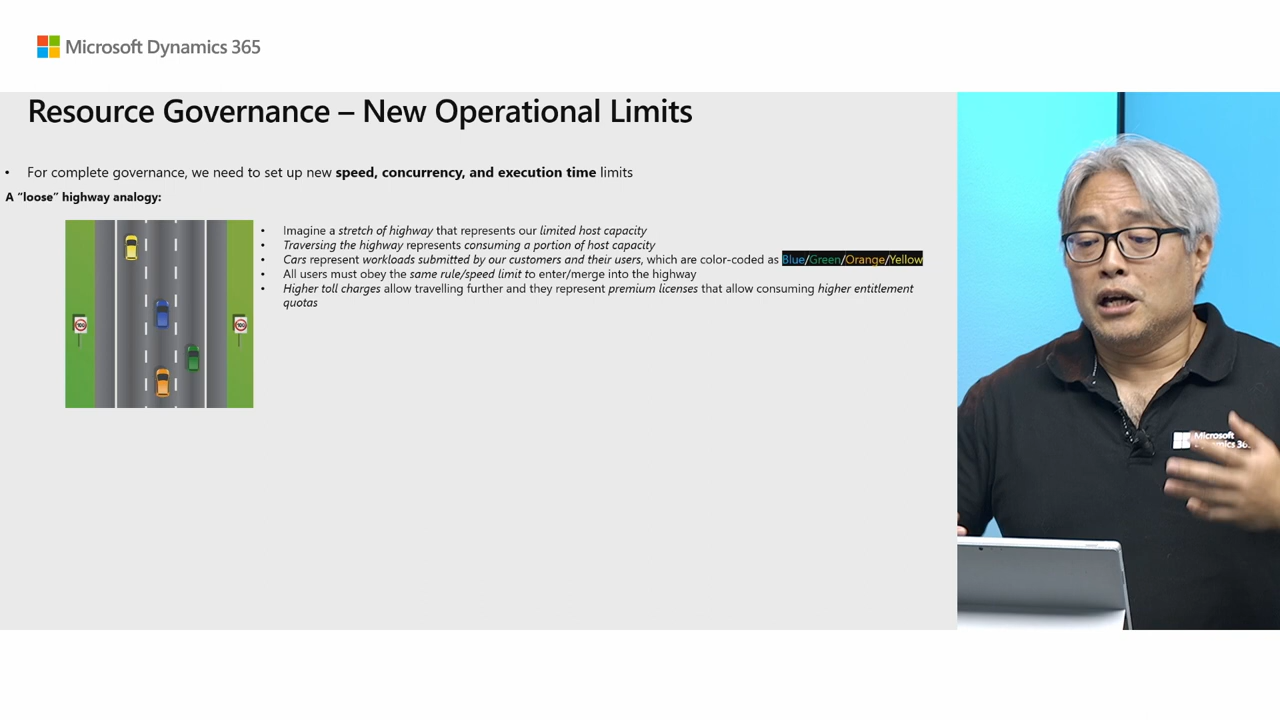 Microsoft Dynamics 365
Resource Governance – New Operational Limits
• For complete governance, we need to set up new speed, concurrency, and execution time limits
A “loose” highway analogy:
• Imagine a stretch of highway that represents our limited host capacity
• Traversing the highway represents consuming a portion of host capacity
• Cars represent workloads submitted by our customers and their users, which are color-coded as Blue/Green/Orange/Yellow
• All users must obey the same rule/speed limit to enter/merge into the highway
• Higher toll charges allow travelling further and they represent premium licenses that allow consuming higher entitlement
quotas
100
100
Microsoft